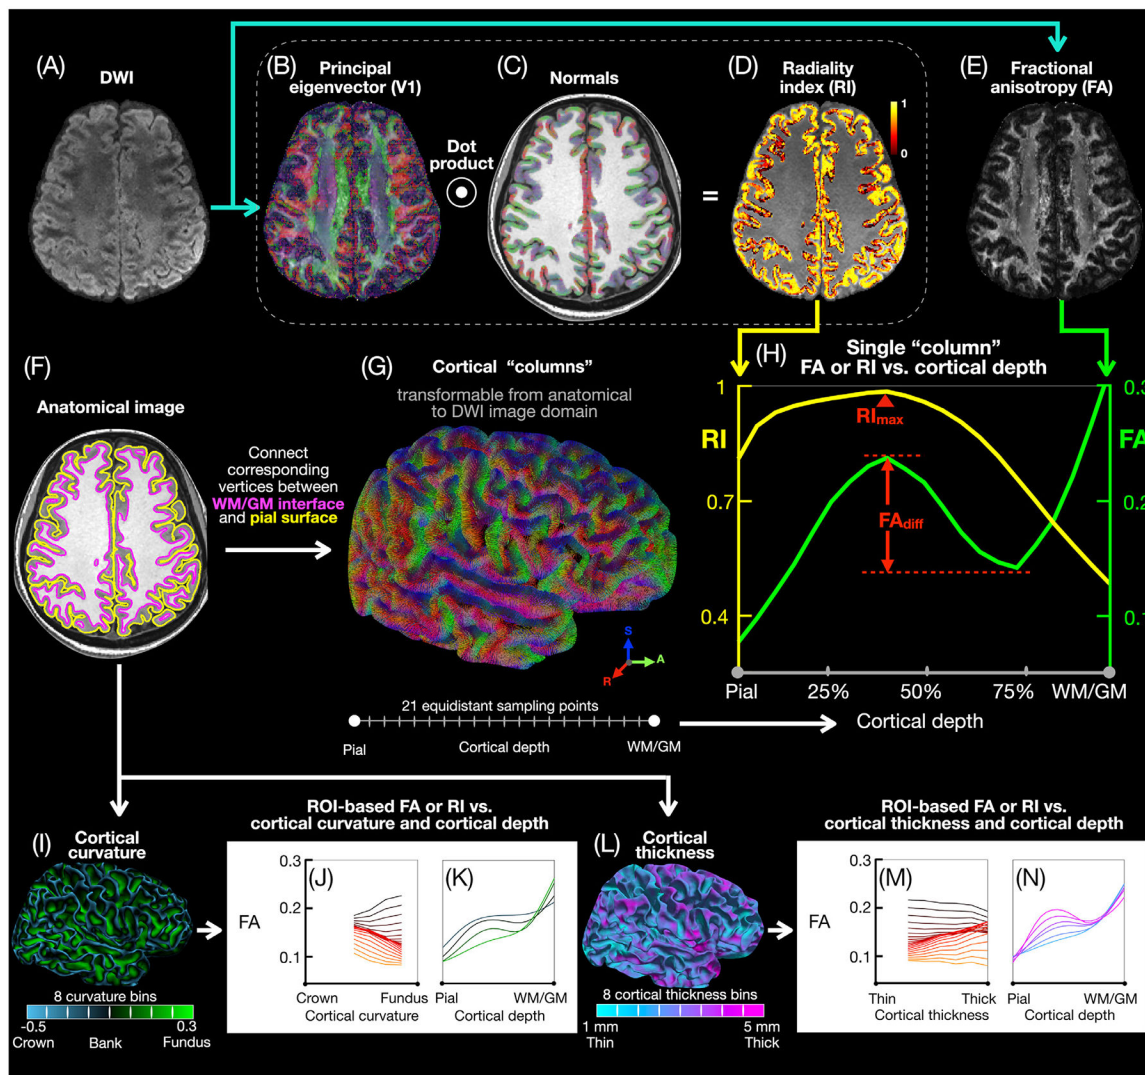 (A)
DWI
(B)
Principal
eigenvector (V1)
Dot
product
(C)
Normals
=
(D)
Radiality
index (RI)
1
0
(E)
Fractional
anisotropy (FA)
(F)
Anatomical image
Connect
corresponding
vertices between
WM/GM interface
and pial surface
(G)
Cortical “columns”
transformable from anatomical
to DWI image domain
S
A
R
21 equidistant sampling points
Pial
Cortical depth
WM/GM
(H)
Single “column”
FA or RI vs. cortical depth
1
RI
0.7
0.4
RImax
FAdiff
0.3
FA
0.2
0.1
Pial
25%
50%
75%
WM/GM
Cortical depth
(I)
Cortical
curvature
8 curvature bins
-0.5
0.3
Crown
Bank
Fundus
ROI-based FA or RI vs.
cortical curvature and cortical depth
FA
0.3
0.2
0.1
(J)
Crown
Fundus
Cortical curvature
(K)
Pial
WM/GM
Cortical depth
(L)
Cortical
thickness
8 cortical thickness bins
1 mm
5 mm
Thin
Thick
ROI-based FA or RI vs.
cortical thickness and cortical depth
FA
0.3
0.2
0.1
(M)
Thin
Thick
Cortical thickness
(N)
Pial
WM/GM
Cortical depth